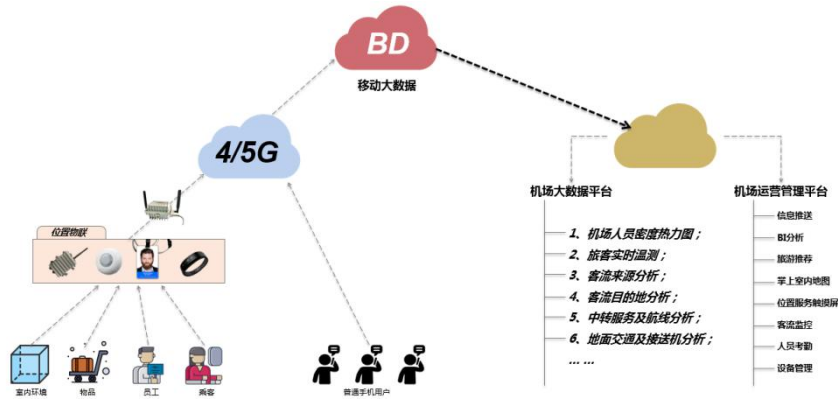 BD
移动大数据
4/5G
位置物联
室内环境
物品
员工
乘客
普通手机用户
机场大数据平台
1、机场人员密度热力图；
2、旅客实时温测；
3、客流来源分析；
4、客流目的地分析；
5、中转服务及航线分析；
6、地面交通及接送机分析；
... ...
机场运营管理平台
信息推送
BI分析
旅游推荐
掌上室内地图
位置服务触摸屏
客流监控
人员考勤
设备管理